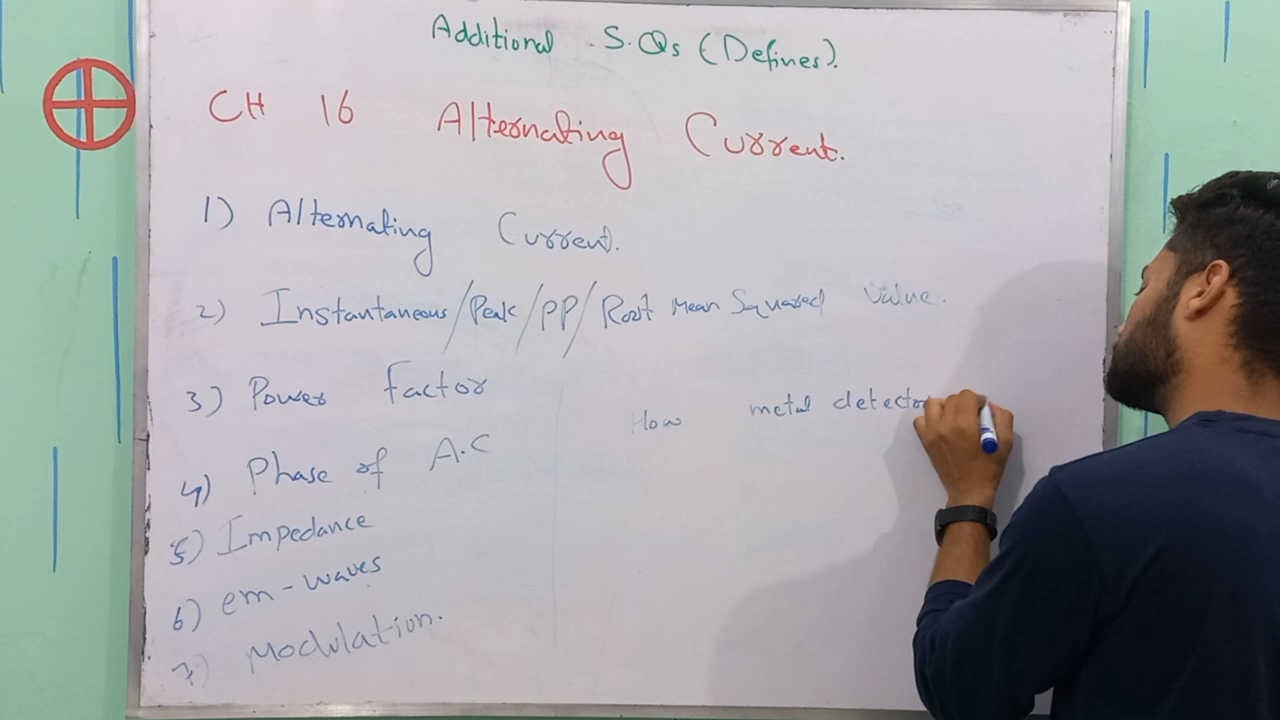 Additional S.Qs (Defines).
CH 16 Alternating Current.
1) Alternating Current.
2) Instantaneous/Peak/PP/Root Mean Squared Value.
3) Power factor
4) Phase of A.C
5) Impedance
6) em-waves
7) Modulation.
How metal detector